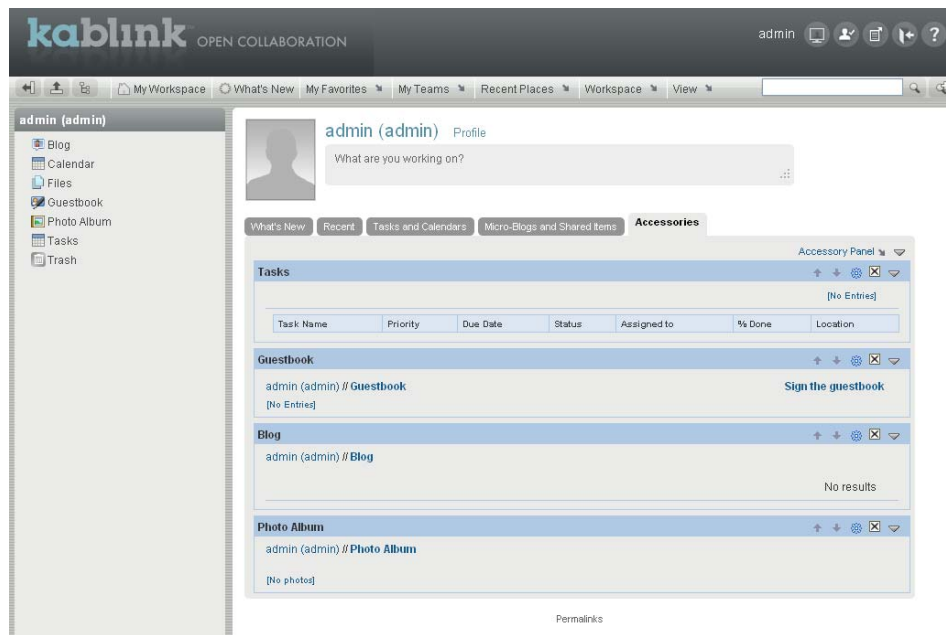 kablink OPEN COLLABORATION
admin
?
My Workspace What's New My Favorites My Teams Recent Places Workspace View
admin (admin)
Blog
Calendar
Files
Guestbook
Photo Album
Tasks
Trash
admin (admin) Profile
What are you working on?
What's New Recent Tasks and Calendars Micro-Blogs and Shared Items Accessories
Accessory Panel
Tasks
[No Entries]
Task Name Priority Due Date Status Assigned to % Done Location
Guestbook
admin (admin) // Guestbook Sign the guestbook
[No Entries]
Blog
admin (admin) // Blog
No results
Photo Album
admin (admin) // Photo Album
[No photos]
Permalinks